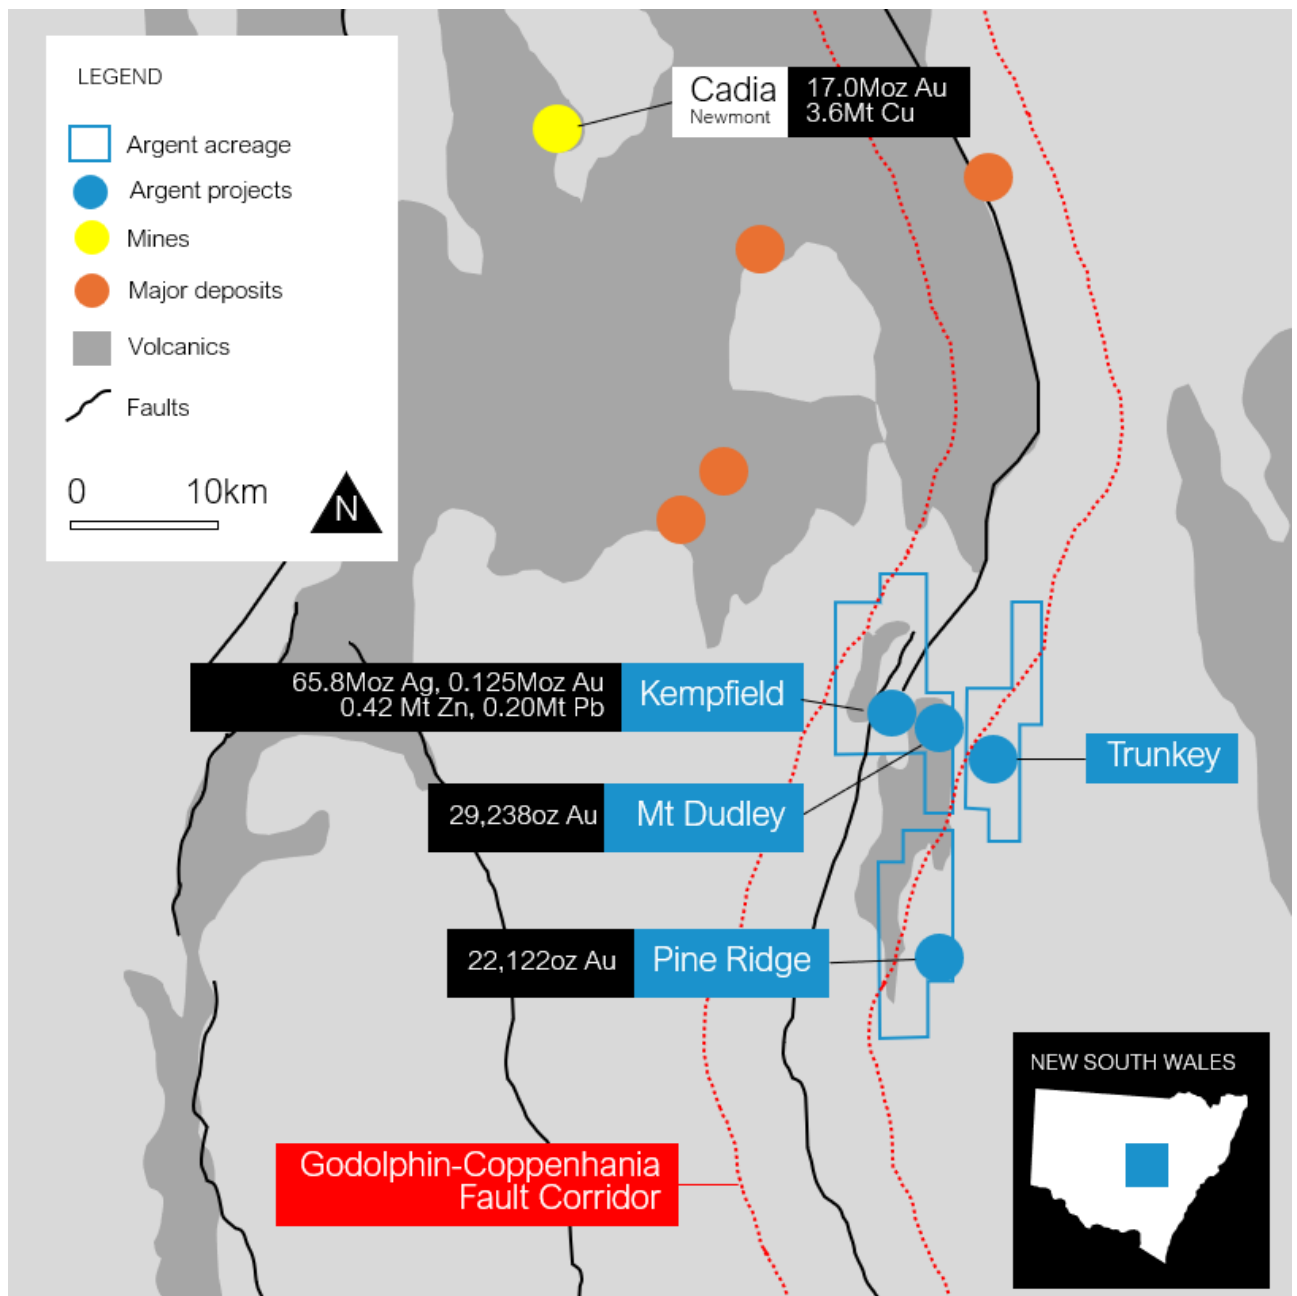 LEGEND
Argent acreage
Argent projects
Mines
Major deposits
Volcanics
Faults
0 10km
N
Cadia
Newmont
17.0Moz Au
3.6Mt Cu
65.8Moz Ag, 0.125Moz Au
0.42 Mt Zn, 0.20Mt Pb
Kempfield
Trunkey
29,238oz Au
Mt Dudley
22,122oz Au
Pine Ridge
Godolphin-Coppenhania
Fault Corridor
NEW SOUTH WALES